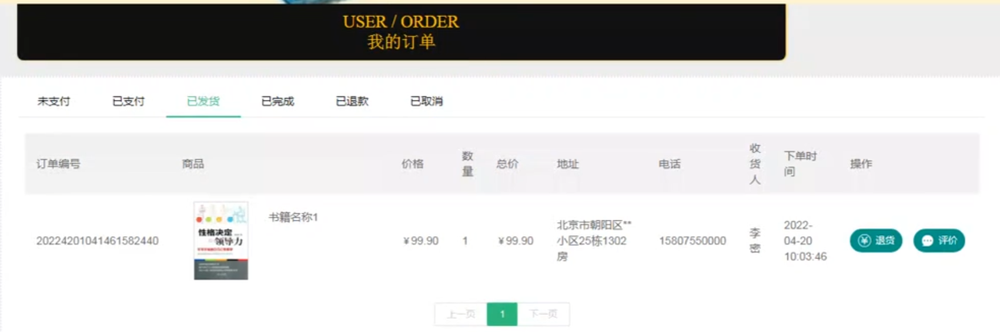 USER / ORDER
我的订单
未支付 已支付 已发货 已完成 已退款 已取消
订单编号 商品 价格 数量 总价 地址 电话 收货人 下单时间 操作
20224201041461582440
性格决定
领导力
书籍名称1
¥99.90
1
¥99.90
北京市朝阳区**
小区25栋1302
房
15807550000
李
密
2022-
04-20
10:03:46
退货
评价
上一页 1 下一页